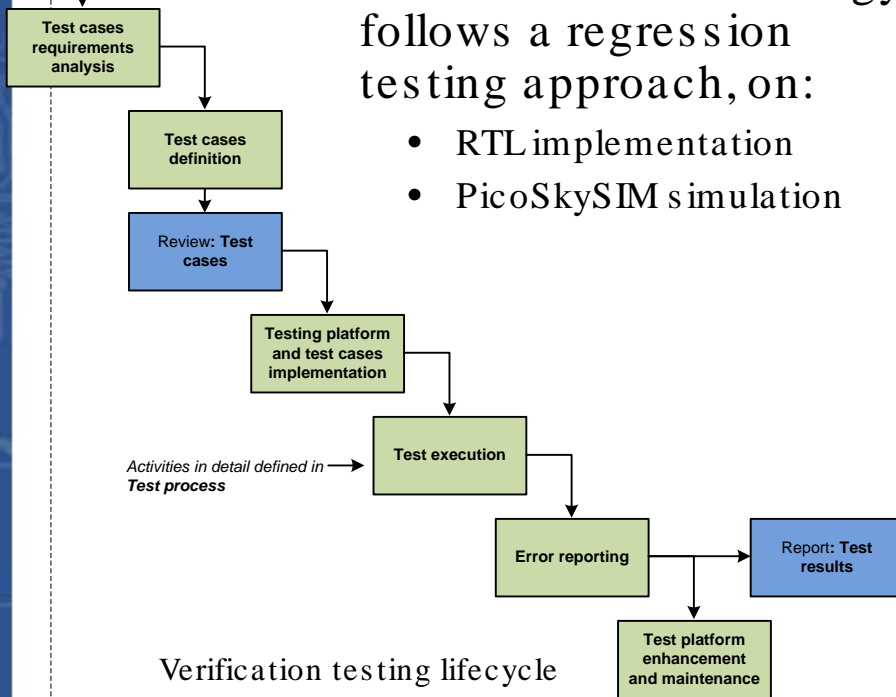 follows a regression
testing approach, on:
• RTL implementation
• PicoSkySIM simulation
Test cases
requirements
analysis
Test cases
definition
Review: Test
cases
Testing platform
and test cases
implementation
Activities in detail defined in
Test process
Test execution
Error reporting
Report: Test
results
Test platform
enhancement
and maintenance
Verification testing lifecycle